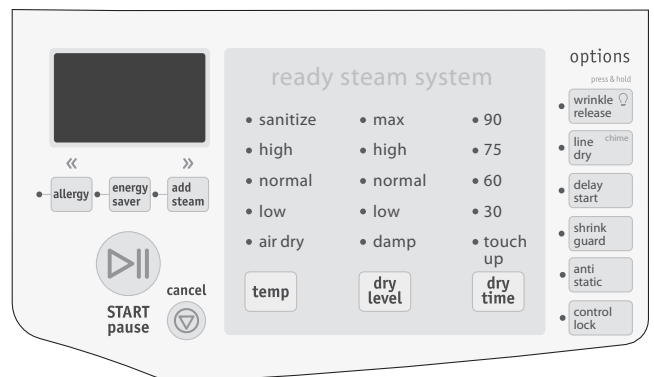 ready steam system
sanitize
high
normal
low
air dry
temp
max
high
normal
low
damp
dry
level
90
75
60
30
touch
up
dry
time
«
»
allergy
energy
saver
add
steam
START
pause
cancel
options
press & hold
wrinkle
release
line
dry
chime
delay
start
shrink
guard
anti
static
control
lock